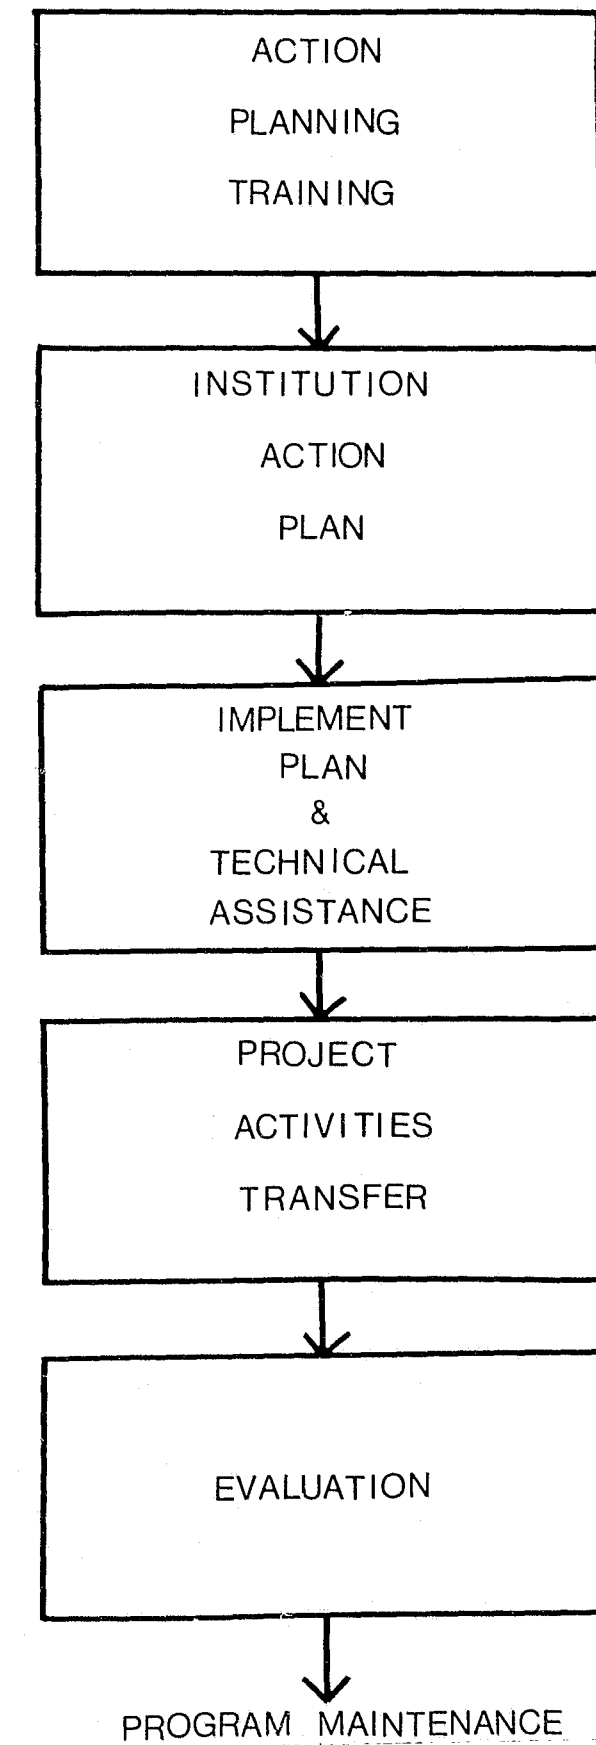 ACTION
PLANNING
TRAINING
INSTITUTION
ACTION
PLAN
IMPLEMENT
PLAN
&
TECHNICAL
ASSISTANCE
PROJECT
ACTIVITIES
TRANSFER
EVALUATION
PROGRAM MAINTENANCE